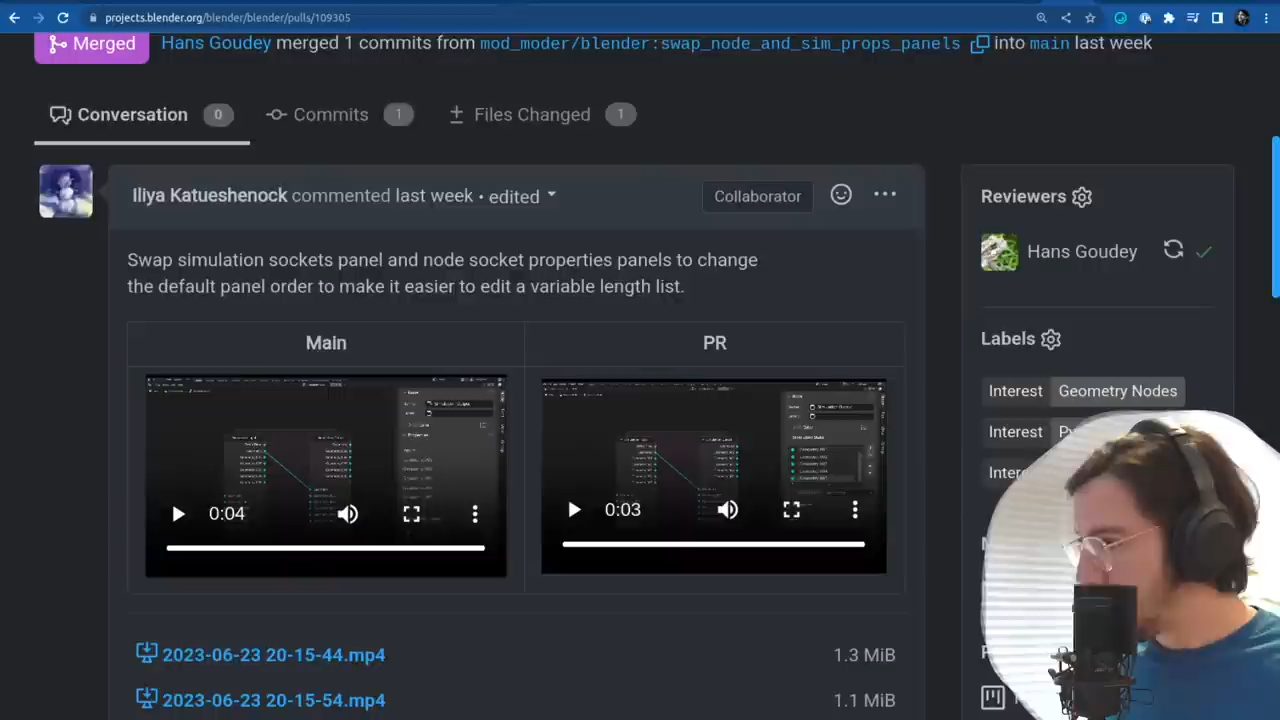 projects.blender.org/blender/blender/pulls/109305
Merged
Hans Goudey merged 1 commits from mod_moder/blender:swap_node_and_sim_props_panels into main last week
Conversation 0 Commits 1 Files Changed 1
Iliya Katueshenock commented last week • edited
Collaborator
Swap simulation sockets panel and node socket properties panels to change
the default panel order to make it easier to edit a variable length list.
Main PR
0:04
0:03
2023-06-23 20-15-44.mp4 1.3 MiB
2023-06-23 20-15-54.mp4 1.1 MiB
Reviewers
Hans Goudey
Labels
Interest Geometry Nodes
Interest